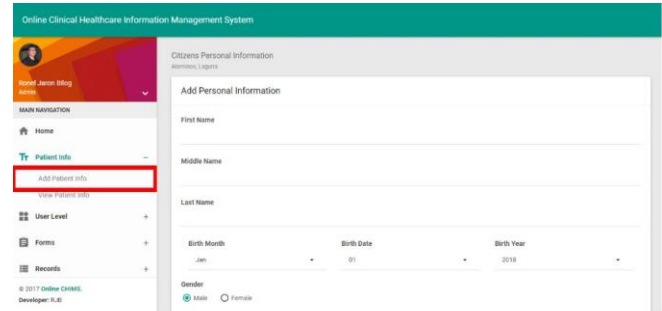 Online Clinical Healthcare Information Management System
Ronel Jaron Bilog
Admin
MAIN NAVIGATION
Home
Patient Info
Add Patient Info
View Patient Info
User Level
Forms
Records
© 2017 Online CHIMS.
Developer: RJB
Citizens Personal Information
Alaminos, Laguna
Add Personal Information
First Name
Middle Name
Last Name
Birth Month Birth Date Birth Year
Jan 01 2018
Gender
Male Female